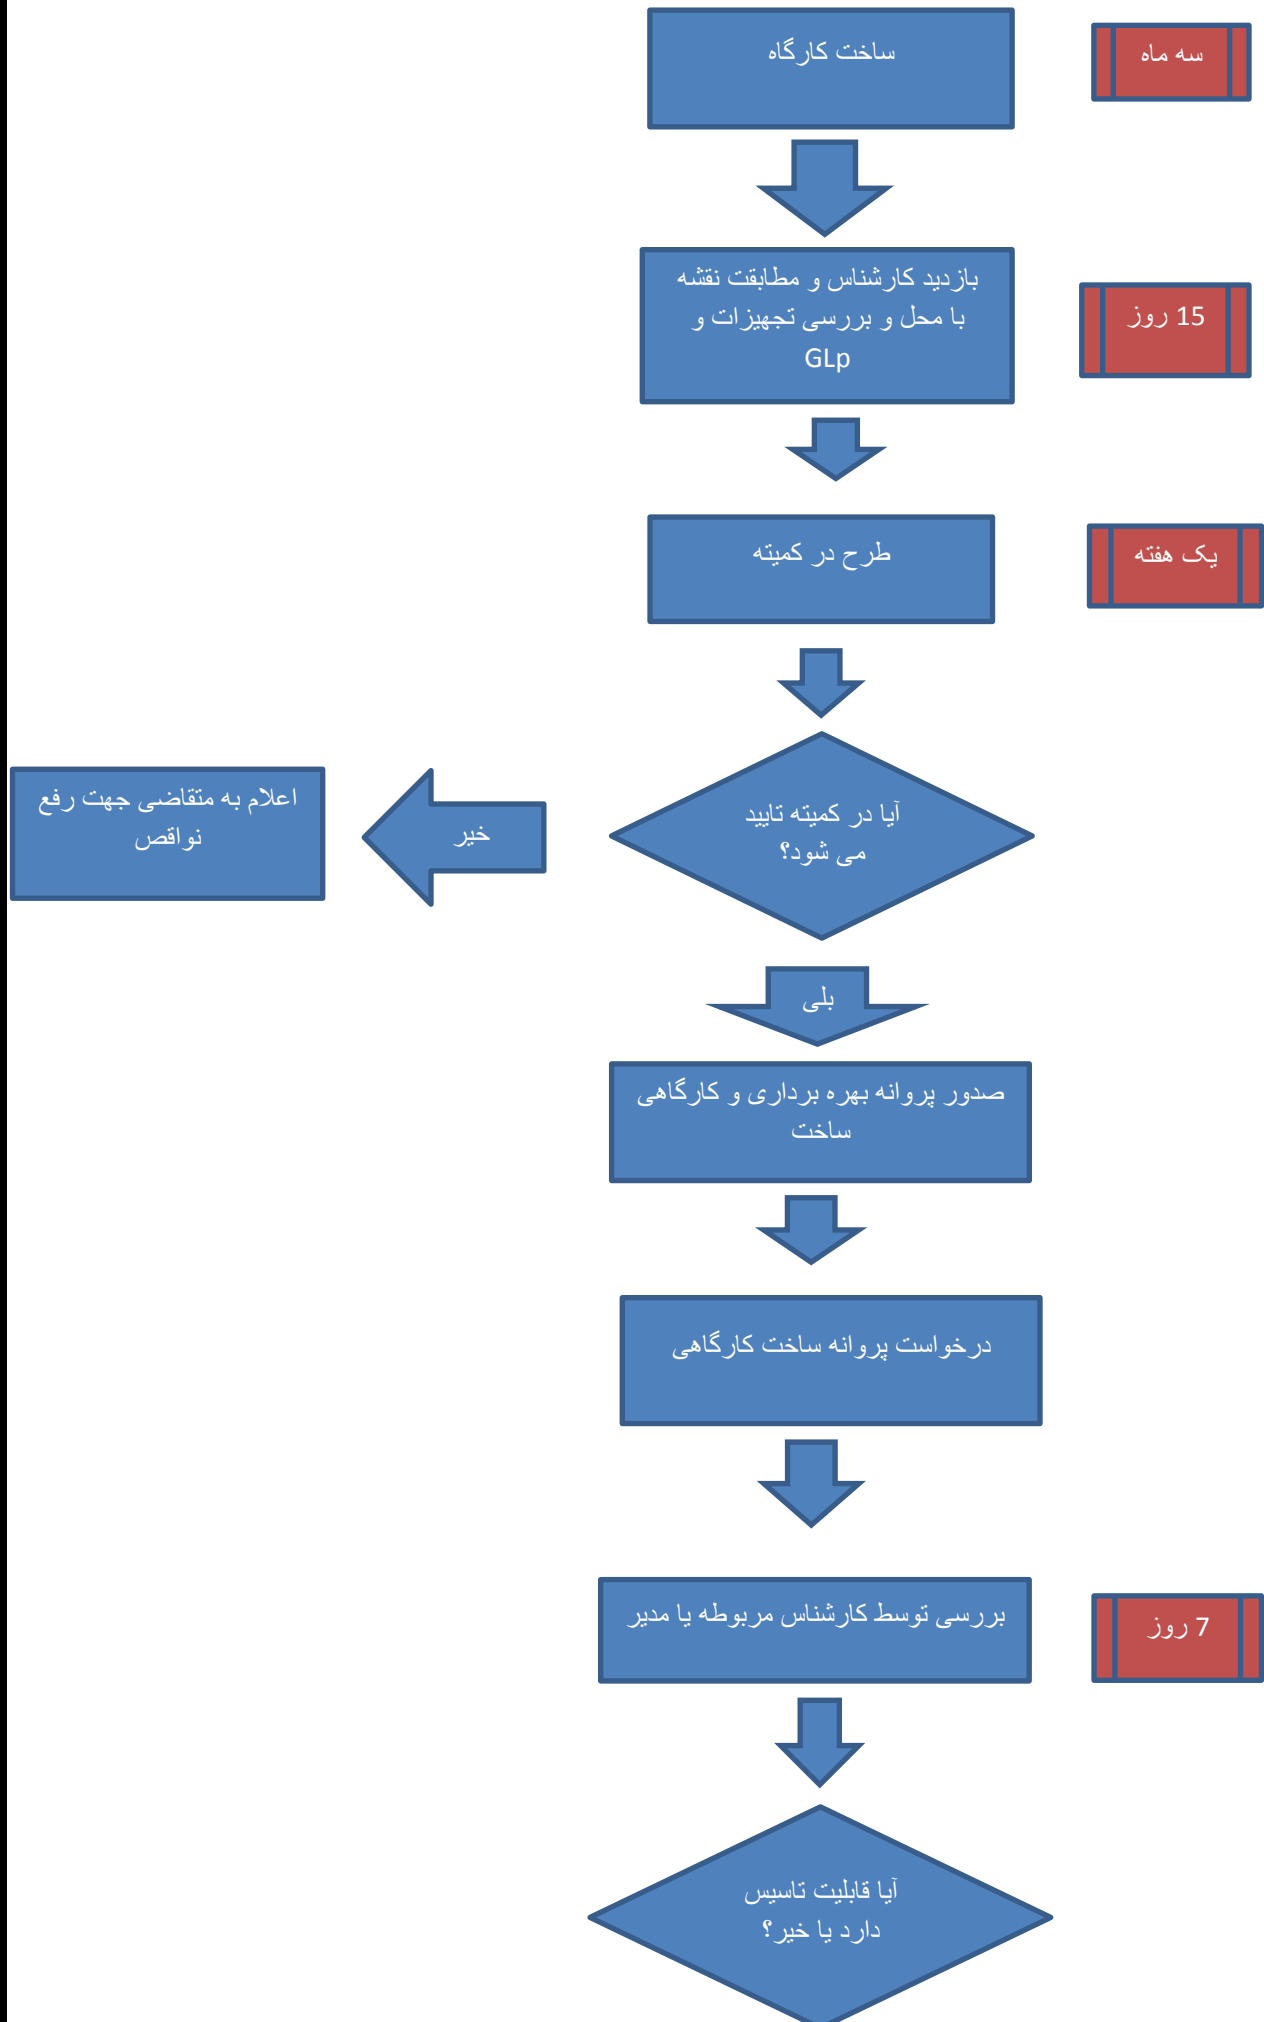 ساخت کارگاه
سه ماه
بازدید کارشناس و مطابقت نقشه
با محل و بررسی تجهیزات و
GLp
15 روز
طرح در کمیته
یک هفته
آیا در کمیته تایید
می شود؟
خیر
اعلام به متقاضی جهت رفع
نواقص
بلی
صدور پروانه بهره برداری و کارگاهی
ساخت
درخواست پروانه ساخت کارگاهی
بررسی توسط کارشناس مربوطه یا مدیر
7 روز
آیا قابلیت تاسیس
دارد یا خیر؟